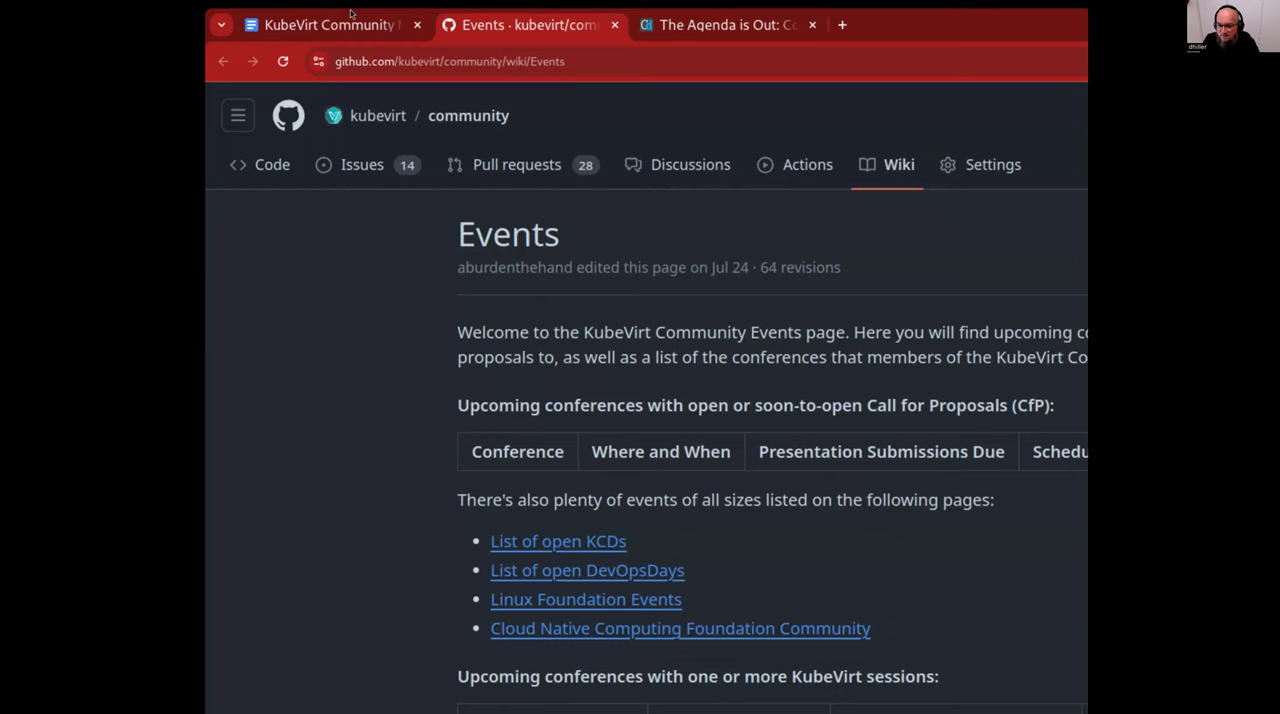 KubeVirt Community
Events · kubevirt/com
The Agenda is Out: Co
github.com/kubevirt/community/wiki/Events
dhiller
kubevirt / community
Code
Issues 14
Pull requests 28
Discussions
Actions
Wiki
Settings
Events
aburdenthehand edited this page on Jul 24 · 64 revisions
Welcome to the KubeVirt Community Events page. Here you will find upcoming co
proposals to, as well as a list of the conferences that members of the KubeVirt Co
Upcoming conferences with open or soon-to-open Call for Proposals (CfP):
Conference Where and When Presentation Submissions Due Schedu
There's also plenty of events of all sizes listed on the following pages:
• List of open KCDs
• List of open DevOpsDays
• Linux Foundation Events
• Cloud Native Computing Foundation Community
Upcoming conferences with one or more KubeVirt sessions: